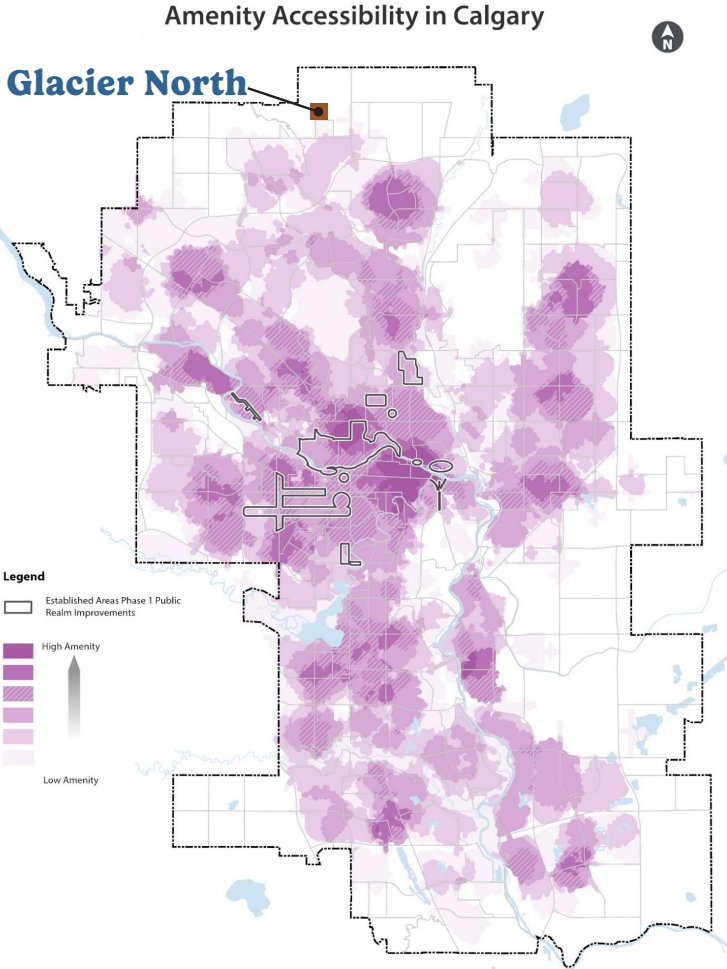 Amenity Accessibility in Calgary
N
Glacier North
Legend
Established Areas Phase 1 Public
Realm Improvements
High Amenity
Low Amenity